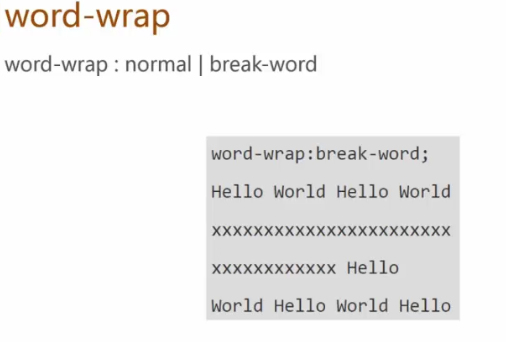 word-wrap
word-wrap : normal | break-word
word-wrap:break-word;
Hello World Hello World
xxxxxxxxxxxxxxxxxxxxxxx
xxxxxxxxxxxx Hello
World Hello World Hello